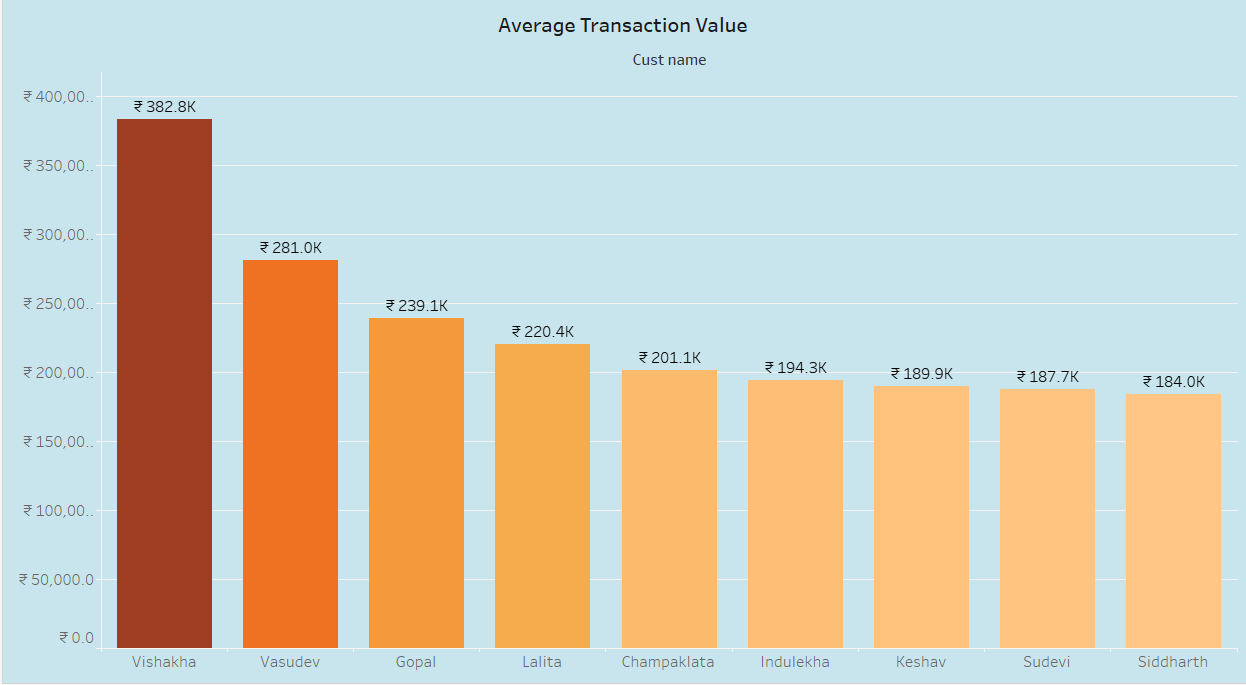 Average Transaction Value
Cust name
₹ 400,00..
₹ 350,00..
₹ 300,00..
₹ 250,00..
₹ 200,00..
₹ 150,00..
₹ 100,00..
₹ 50,000.0
₹ 0.0
₹ 382.8K
₹ 281.0K
₹ 239.1K
₹ 220.4K
₹ 201.1K
₹ 194.3K
₹ 189.9K
₹ 187.7K
₹ 184.0K
Vishakha Vasudev Gopal Lalita Champaklata Indulekha Keshav Sudevi Siddharth